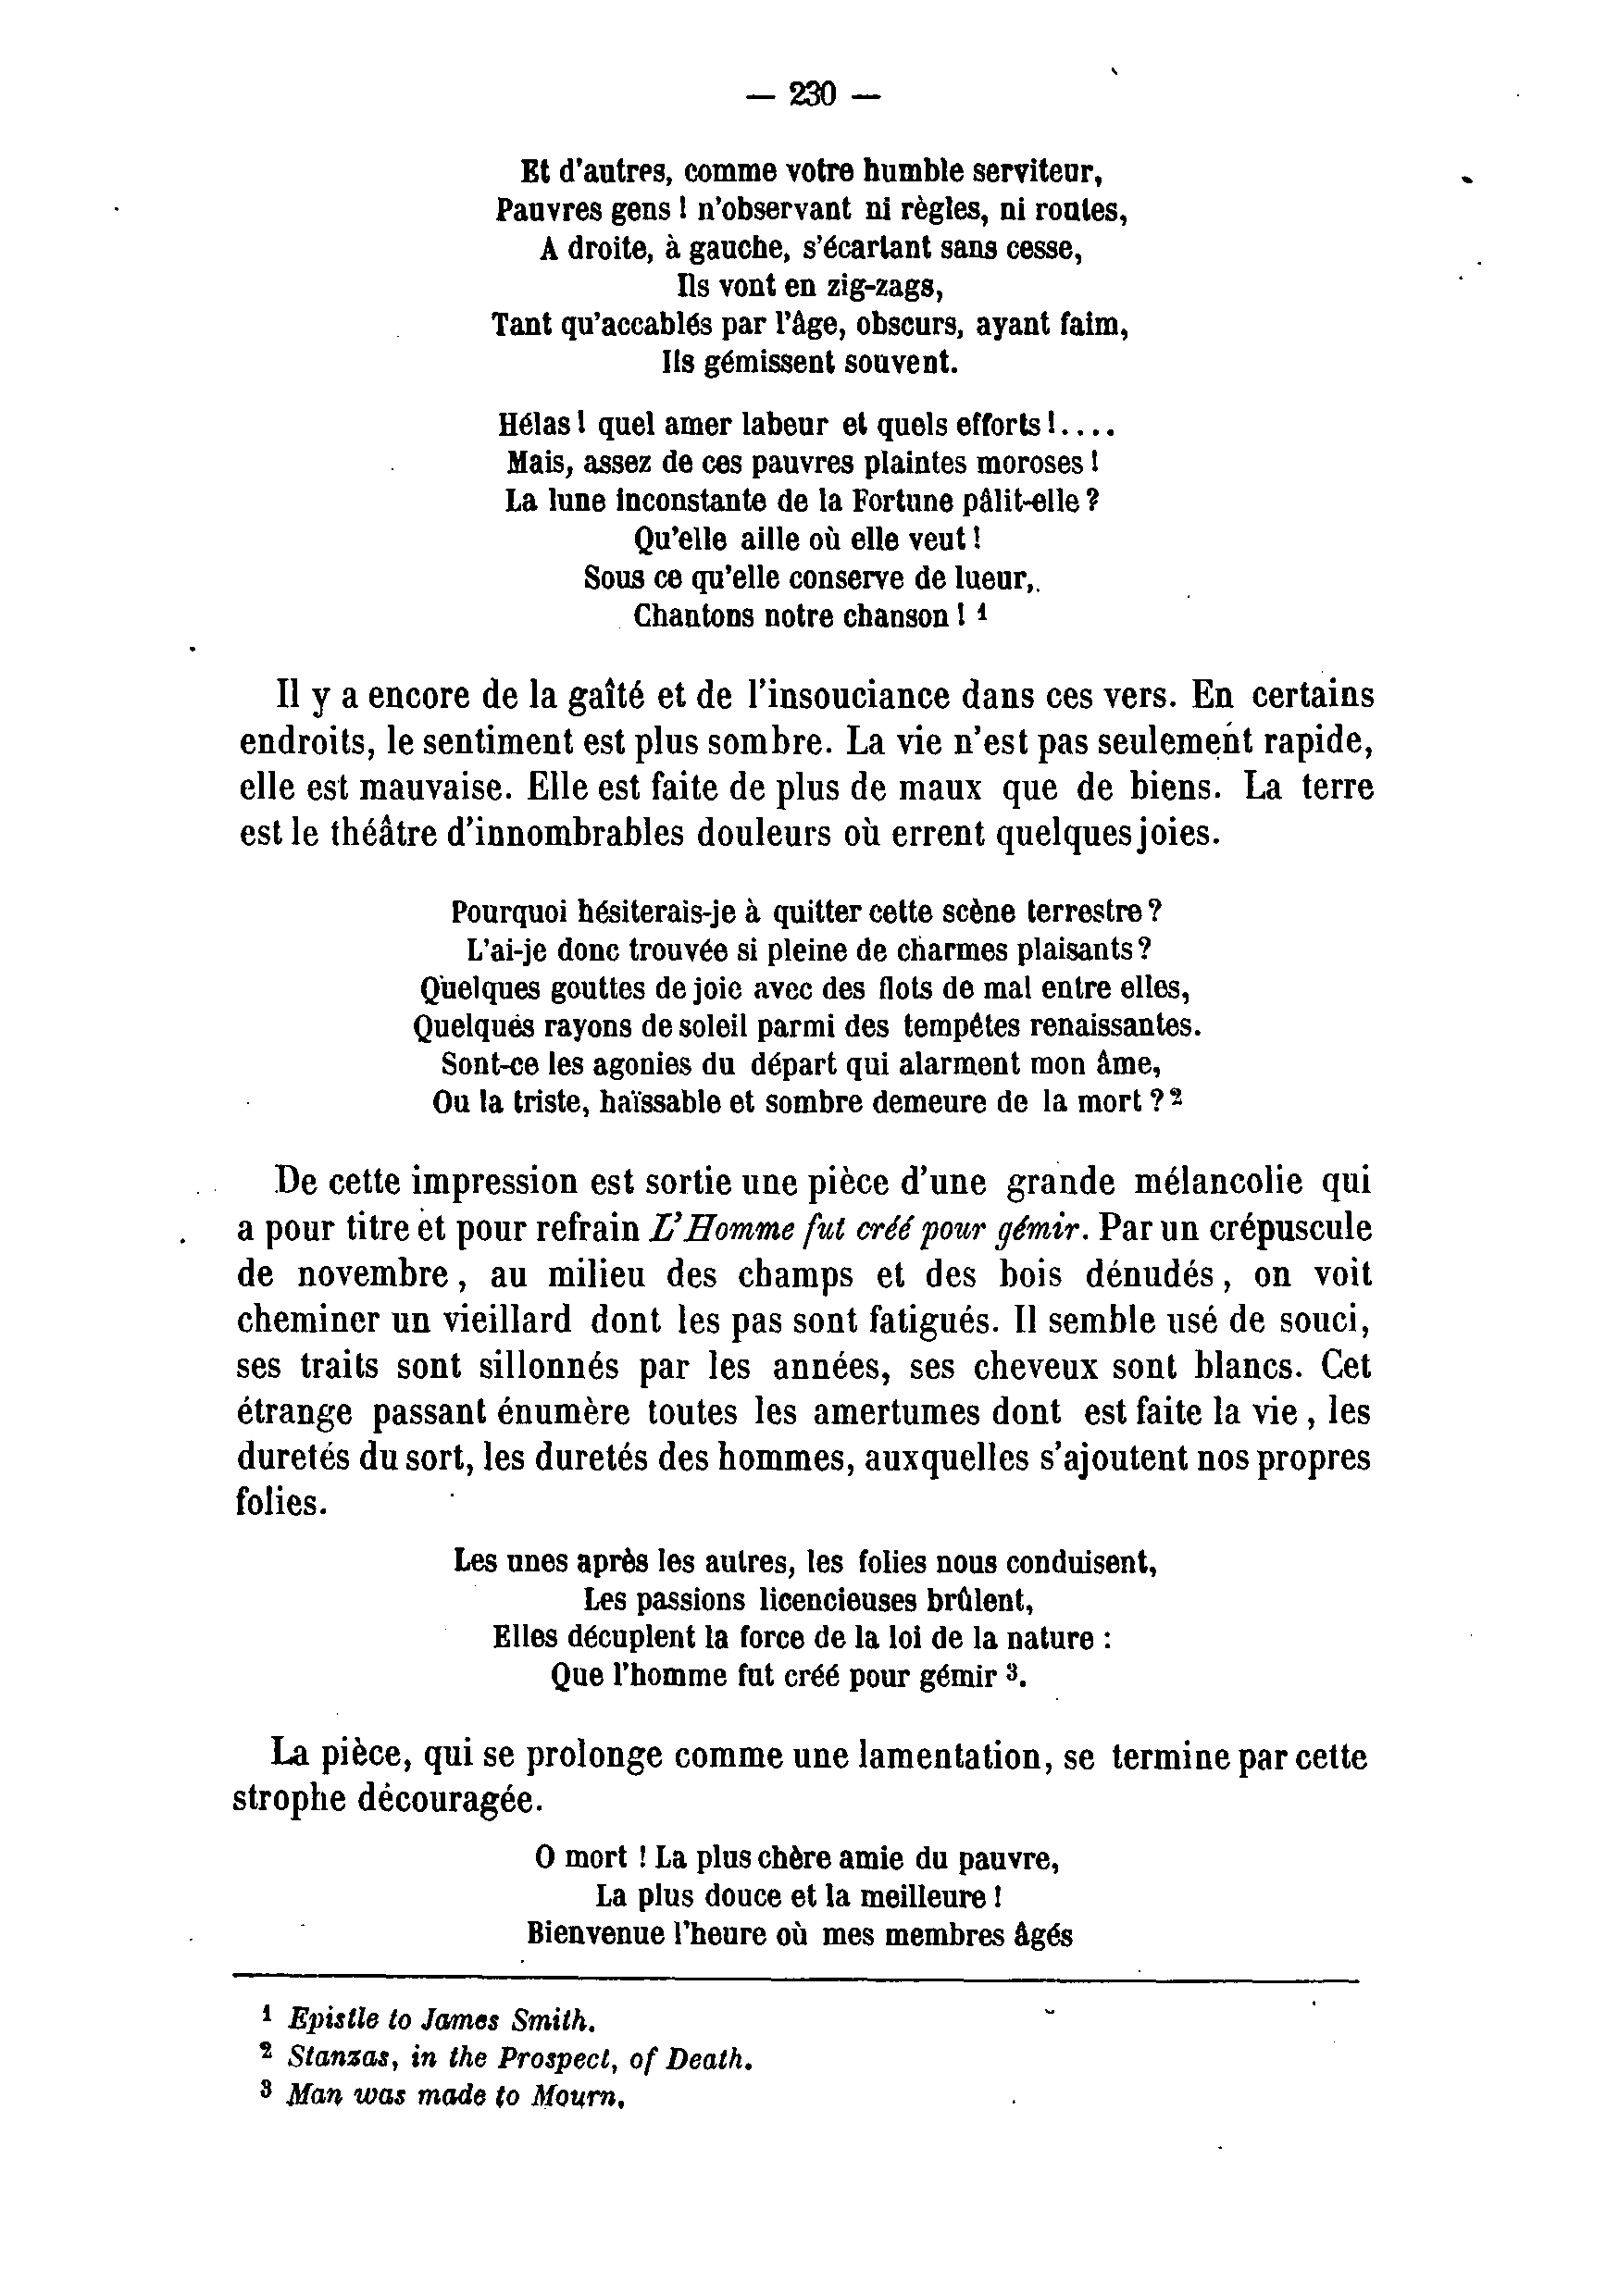 — 230 —
Et d'autres, comme votre humble serviteur,
Pauvres gens ! n'observant ni règles, ni routes,
A droite, à gauche, s'écartant sans cesse,
Ils vont en zig-zags,
Tant qu'accablés par l'âge, obscurs, ayant faim,
Ils gémissent souvent.
Hélas ! quel amer labeur et quels efforts !....
Mais, assez de ces pauvres plaintes moroses !
La lune inconstante de la Fortune pâlit-elle ?
Qu'elle aille où elle veut !
Sous ce qu'elle conserve de lueur,.
Chantons notre chanson ! ¹
Il y a encore de la gaîté et de l'insouciance dans ces vers. En certains
endroits, le sentiment est plus sombre. La vie n'est pas seulement rapide,
elle est mauvaise. Elle est faite de plus de maux que de biens. La terre
est le théâtre d'innombrables douleurs où errent quelques joies.
Pourquoi hésiterais-je à quitter cette scène terrestre ?
L'ai-je donc trouvée si pleine de charmes plaisants ?
Quelques gouttes de joie avec des flots de mal entre elles,
Quelques rayons de soleil parmi des tempêtes renaissantes.
Sont-ce les agonies du départ qui alarment mon âme,
Ou la triste, haïssable et sombre demeure de la mort ? ²
De cette impression est sortie une pièce d'une grande mélancolie qui
a pour titre et pour refrain L'Homme fut créé pour gémir. Par un crépuscule
de novembre, au milieu des champs et des bois dénudés, on voit
cheminer un vieillard dont les pas sont fatigués. Il semble usé de souci,
ses traits sont sillonnés par les années, ses cheveux sont blancs. Cet
étrange passant énumère toutes les amertumes dont est faite la vie, les
duretés du sort, les duretés des hommes, auxquelles s'ajoutent nos propres
folies.
Les unes après les autres, les folies nous conduisent,
Les passions licencieuses brûlent,
Elles décuplent la force de la loi de la nature :
Que l'homme fut créé pour gémir ³.
La pièce, qui se prolonge comme une lamentation, se termine par cette
strophe découragée.
O mort ! La plus chère amie du pauvre,
La plus douce et la meilleure !
Bienvenue l'heure où mes membres âgés
¹ Epistle to James Smith.
² Stanzas, in the Prospect, of Death.
³ Man was made to Mourn.